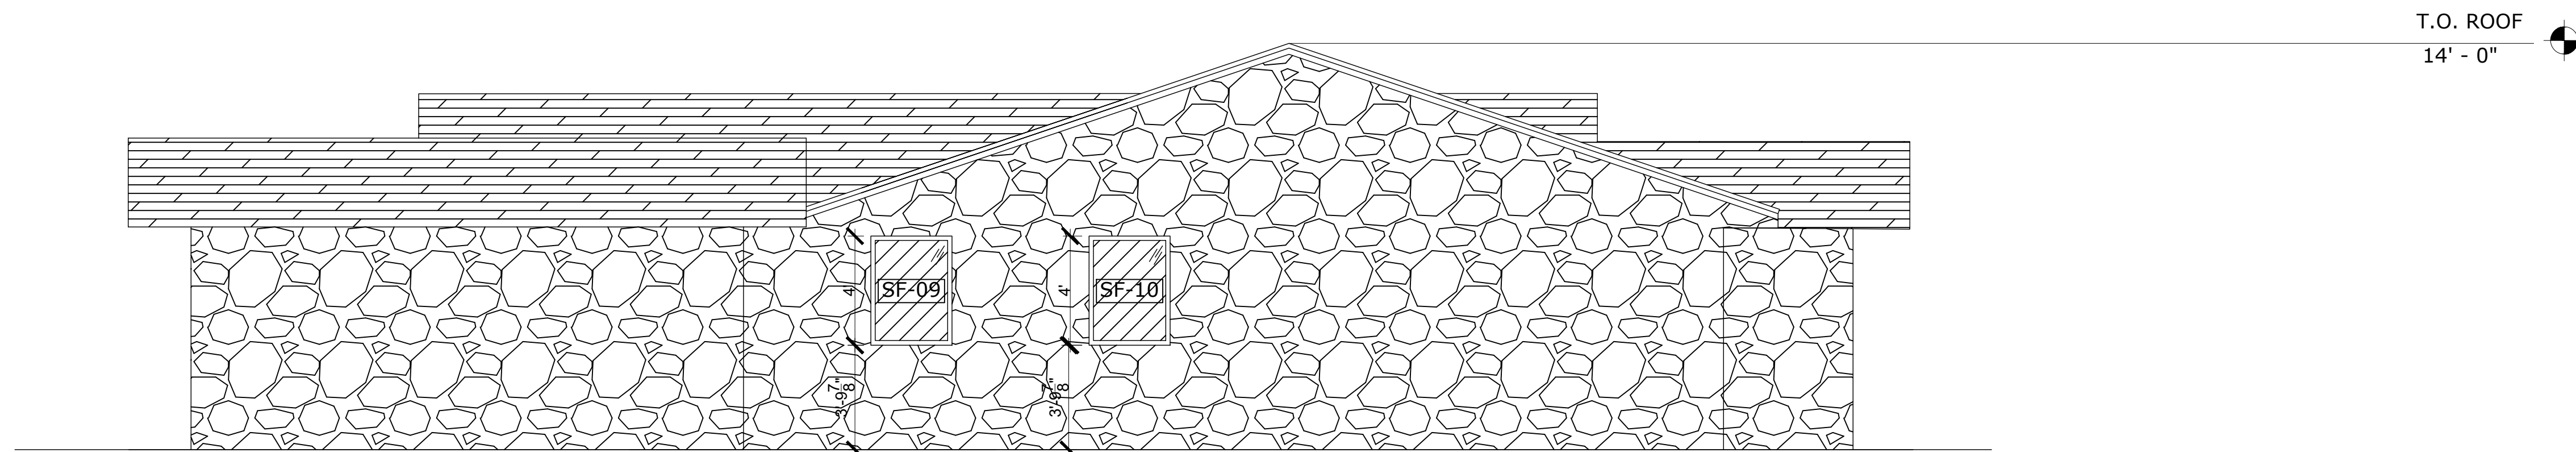 T.O. ROOF
14' - 0"
4'
SF-09
4'
SF-10
3'-9 7/8"
3'-9 7/8"